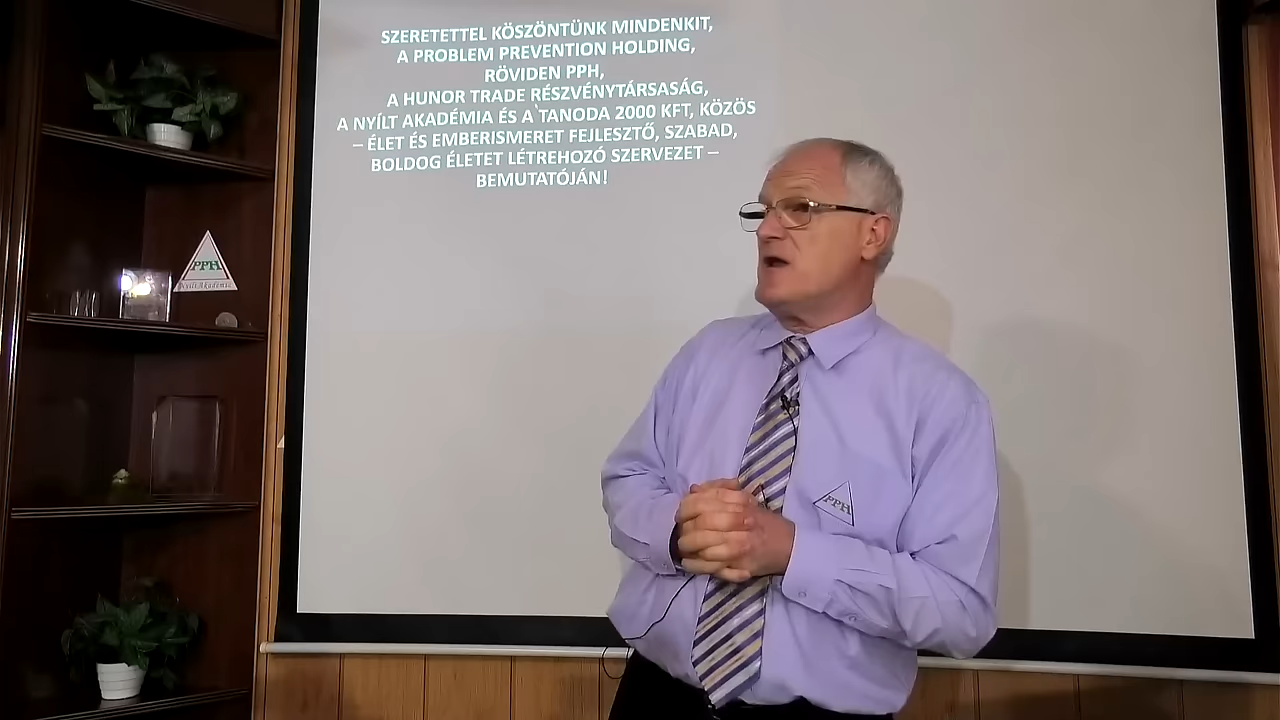 SZERETETTEL KÖSZÖNTÜNK MINDENKIT,
A PROBLEM PREVENTION HOLDING,
RÖVIDEN PPH,
A HUNOR TRADE RÉSZVÉNYTÁRSASÁG,
A NYÍLT AKADÉMIA ÉS A TANODA 2000 KFT, KÖZÖS
– ÉLET ÉS EMBERISMERET FEJLESZTŐ, SZABAD,
BOLDOG ÉLETET LÉTREHOZÓ SZERVEZET –
BEMUTATÓJÁN!
PPH
Nyílt Akadémia
PPH